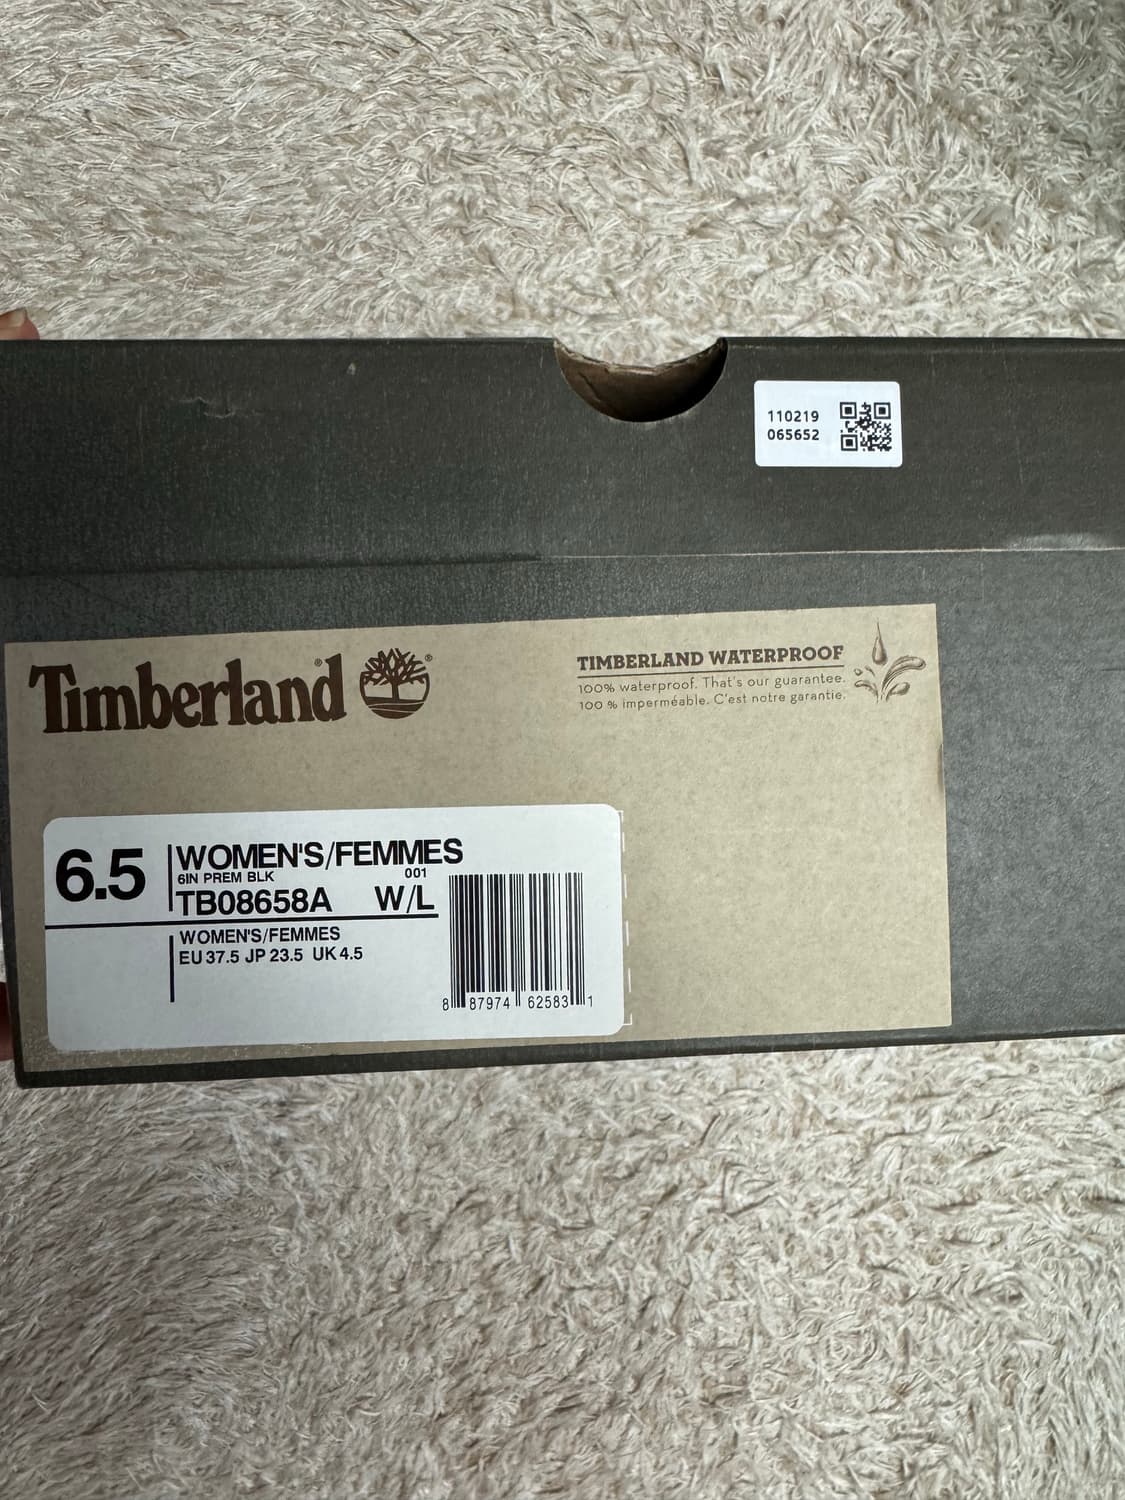 110219
065652
Timberland®
®
TIMBERLAND WATERPROOF
100% waterproof. That's our guarantee.
100 % imperméable. C'est notre garantie.
6.5
WOMEN'S/FEMMES
6IN PREM BLK 001
TB08658A W/L
WOMEN'S/FEMMES
EU 37.5 JP 23.5 UK 4.5
8 87974 62583 1